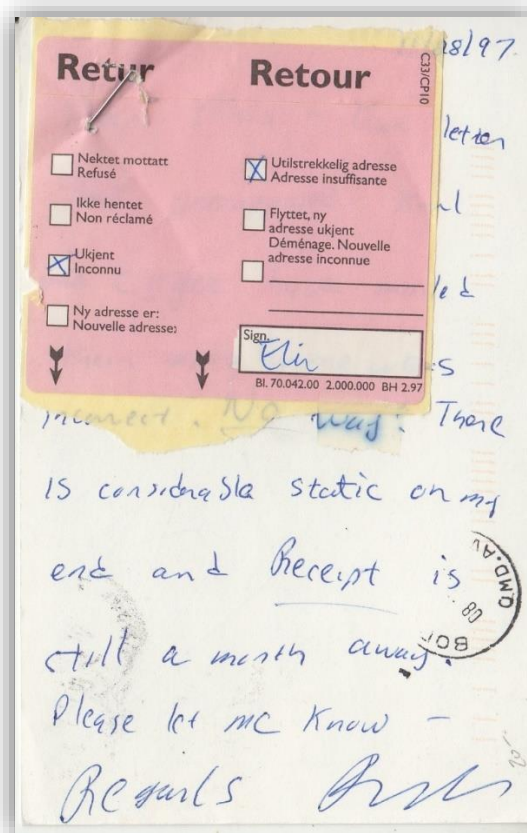 18/97
Retur
Retour
C33/CP10
letter
Nektet mottatt
Refusé
Utilstrekkelig adresse
Adresse insuffisante
Ikke hentet
Non réclamé
Flyttet, ny
adresse ukjent
Déménagé. Nouvelle
adresse inconnue
Ukjent
Inconnu
led
Ny adresse er:
Nouvelle adresse:
Sign.
Elin
Bl. 70.042.00 2.000.000 BH 2.97
incorrect. No way! There
is considerable static on my
end and Receipt is
still a month away.
Please let me know –
Regards